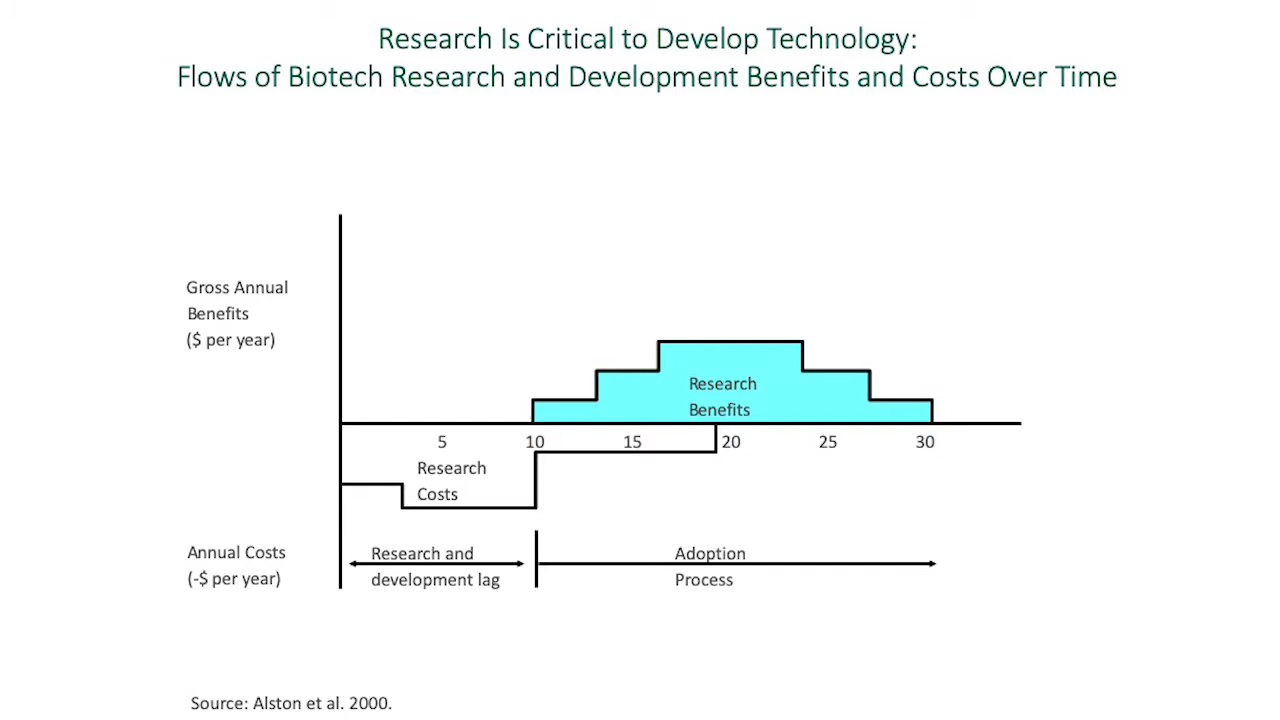 Research Is Critical to Develop Technology:
Flows of Biotech Research and Development Benefits and Costs Over Time
Gross Annual
Benefits
($ per year)
Research
Benefits
5 10 15 20 25 30
Research
Costs
Annual Costs
(-$ per year)
Research and
development lag
Adoption
Process
Source: Alston et al. 2000.